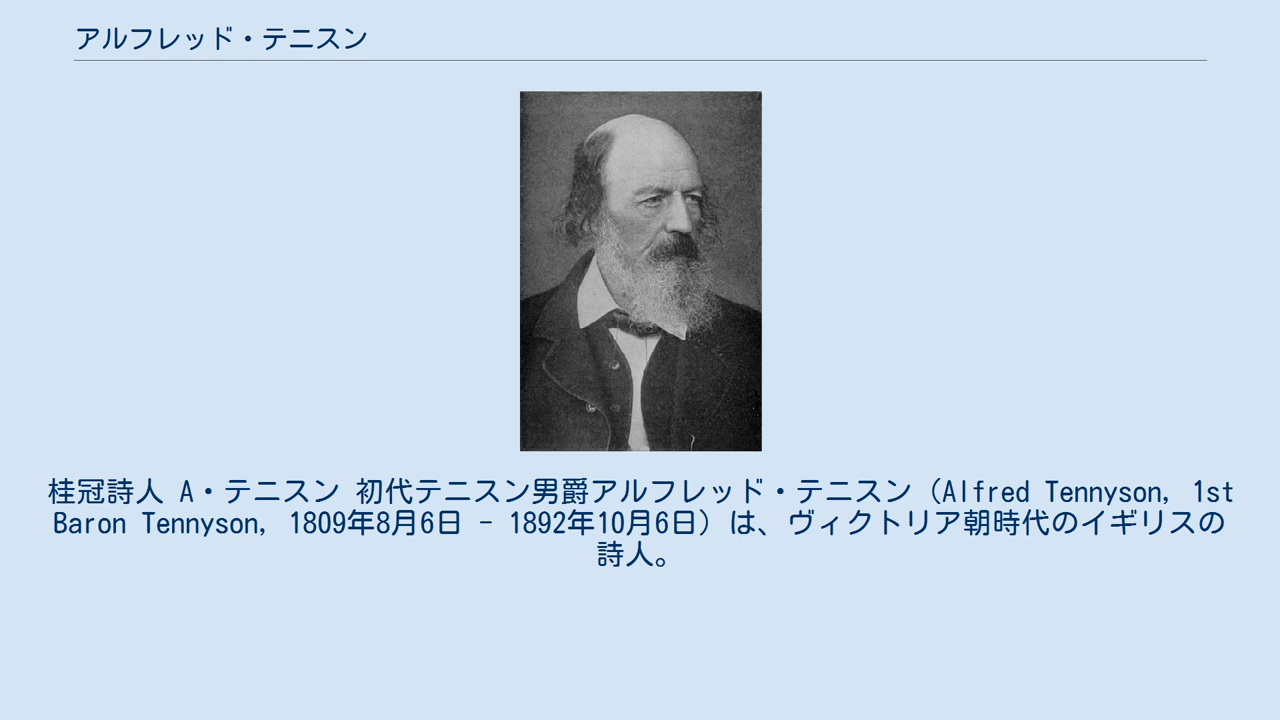 アルフレッド・テニスン
桂冠詩人 A・テニスン 初代テニスン男爵アルフレッド・テニスン（Alfred Tennyson, 1st
Baron Tennyson, 1809年8月6日 - 1892年10月6日）は、ヴィクトリア朝時代のイギリスの
詩人。